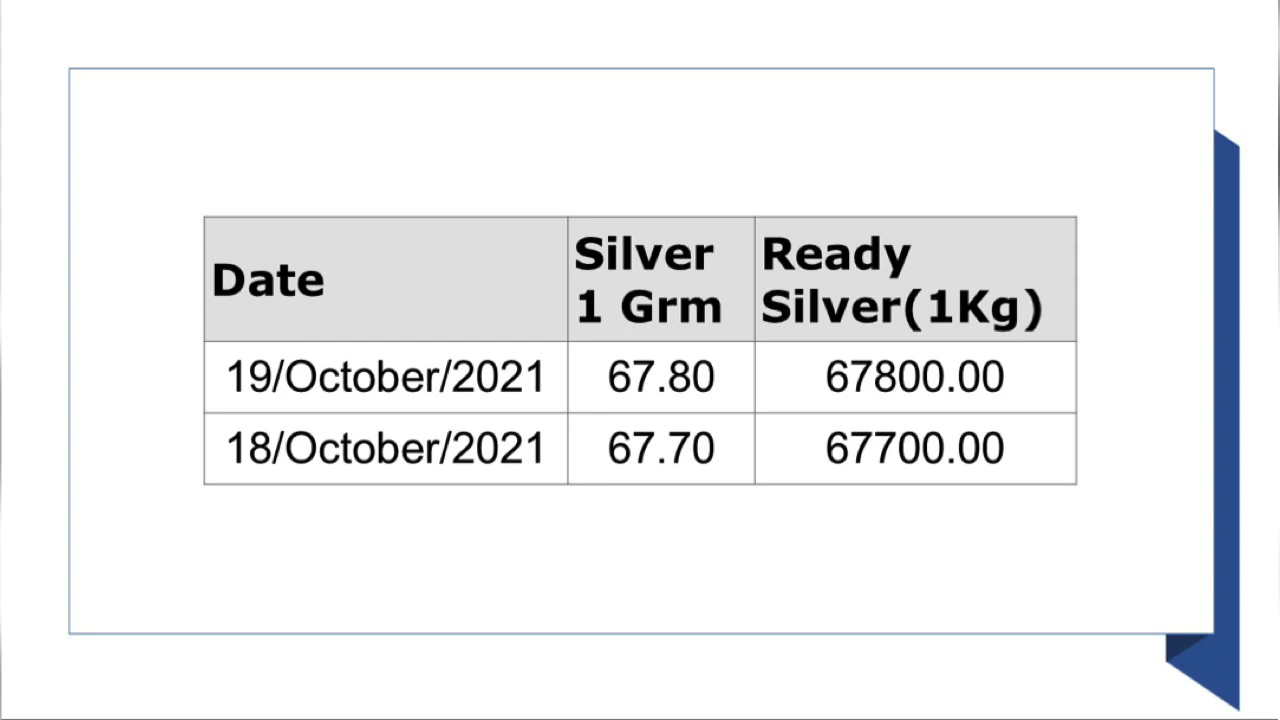 Date Silver 1 Grm Ready Silver(1Kg)
19/October/2021 67.80 67800.00
18/October/2021 67.70 67700.00